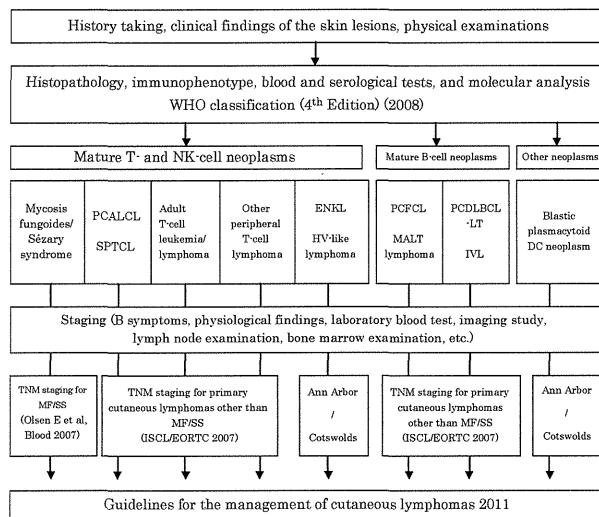 History taking, clinical findings of the skin lesions, physical examinations
Histopathology, immunophenotype, blood and serological tests, and molecular analysis
WHO classification (4th Edition) (2008)
Mature T- and NK-cell neoplasms
Mature B-cell neoplasms
Other neoplasms
Mycosis
fungoides/
Sézary
syndrome
PCALCL
SPTCL
Adult
T-cell
leukemia/
lymphoma
Other
peripheral
T-cell
lymphoma
ENKL
HV-like
lymphoma
PCFCL
MALT
lymphoma
PCDLBCL
-LT
IVL
Blastic
plasmacytoid
DC neoplasm
Staging (B symptoms, physiological findings, laboratory blood test, imaging study,
lymph node examination, bone marrow examination, etc.)
TNM staging for
MF/SS
(Olsen E et al,
Blood 2007)
TNM staging for primary
cutaneous lymphomas other than
MF/SS
(ISCL/EORTC 2007)
Ann Arbor
/
Cotswolds
TNM staging for primary
cutaneous lymphomas
other than MF/SS
(ISCL/EORTC 2007)
Ann Arbor
/
Cotswolds
Guidelines for the management of cutaneous lymphomas 2011